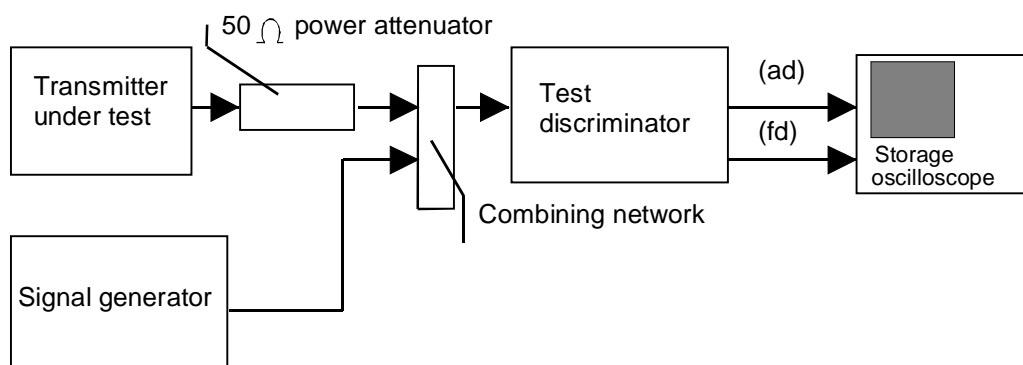 50 Ω power attenuator
Transmitter
under test
Test
discriminator
(ad)
(fd)
Storage
oscilloscope
Combining network
Signal generator